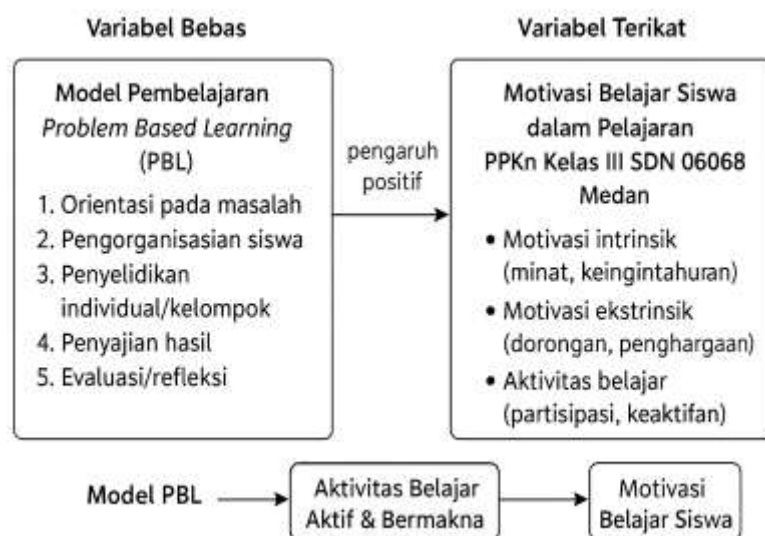 Variabel Bebas
Model Pembelajaran
Problem Based Learning
(PBL)
1. Orientasi pada masalah
2. Pengorganisasian siswa
3. Penyelidikan
individual/kelompok
4. Penyajian hasil
5. Evaluasi/refleksi
pengaruh
positif
Variabel Terikat
Motivasi Belajar Siswa
dalam Pelajaran
PPKn Kelas III SDN 06068
Medan
• Motivasi intrinsik
(minat, keingintahuran)
• Motivasi ekstrinsik
(dorongan, penghargaan)
• Aktivitas belajar
(partisipasi, keaktifan)
Model PBL
Aktivitas Belajar
Aktif & Bermakna
Motivasi
Belajar Siswa